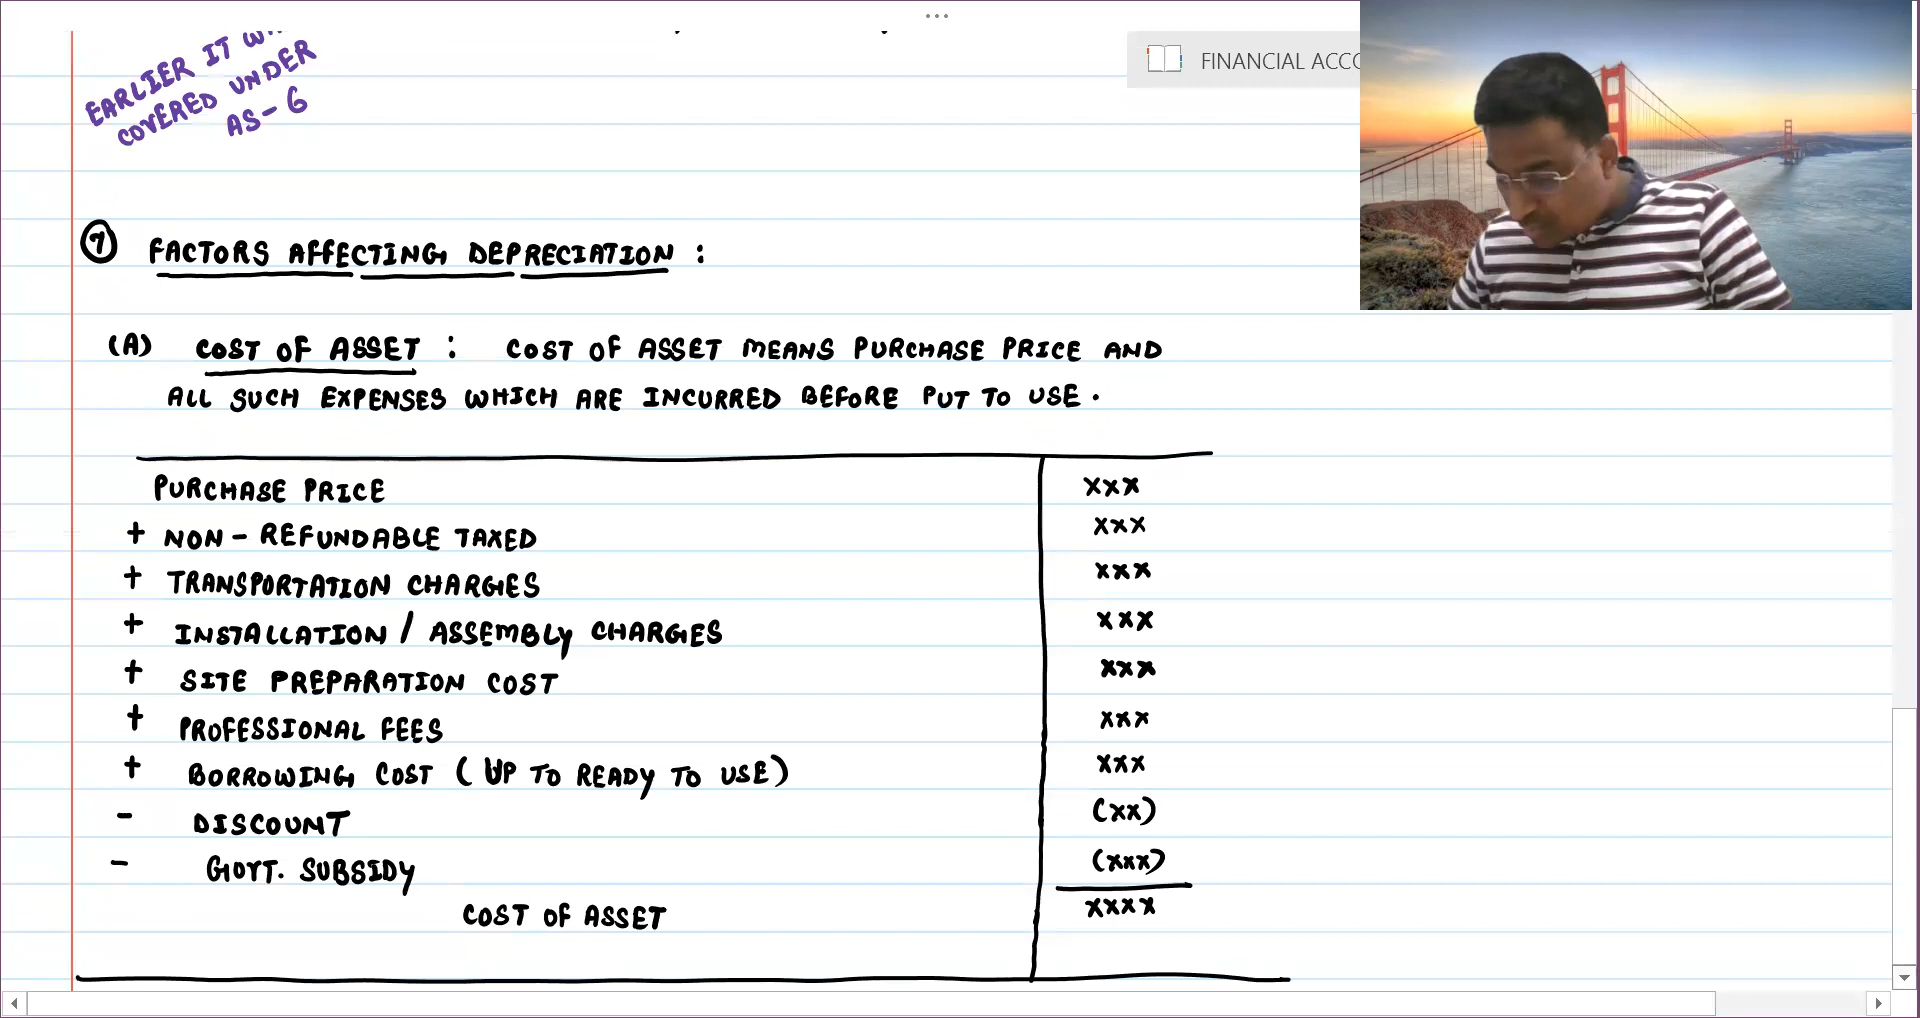 EARLIER IT
COVERED UNDER
AS-6
FINANCIAL ACCO
7 FACTORS AFFECTING DEPRECIATION :
(A) COST OF ASSET : COST OF ASSET MEANS PURCHASE PRICE AND
ALL SUCH EXPENSES WHICH ARE INCURRED BEFORE PUT TO USE.
PURCHASE PRICE xxx
+ NON-REFUNDABLE TAXED xxx
+ TRANSPORTATION CHARGES xxx
+ INSTALLATION / ASSEMBLY CHARGES xxx
+ SITE PREPARATION COST xxx
+ PROFESSIONAL FEES xxx
+ BORROWING COST (UP TO READY TO USE) xxx
- DISCOUNT (xx)
- GOVT. SUBSIDY (xxx)
COST OF ASSET xxxx